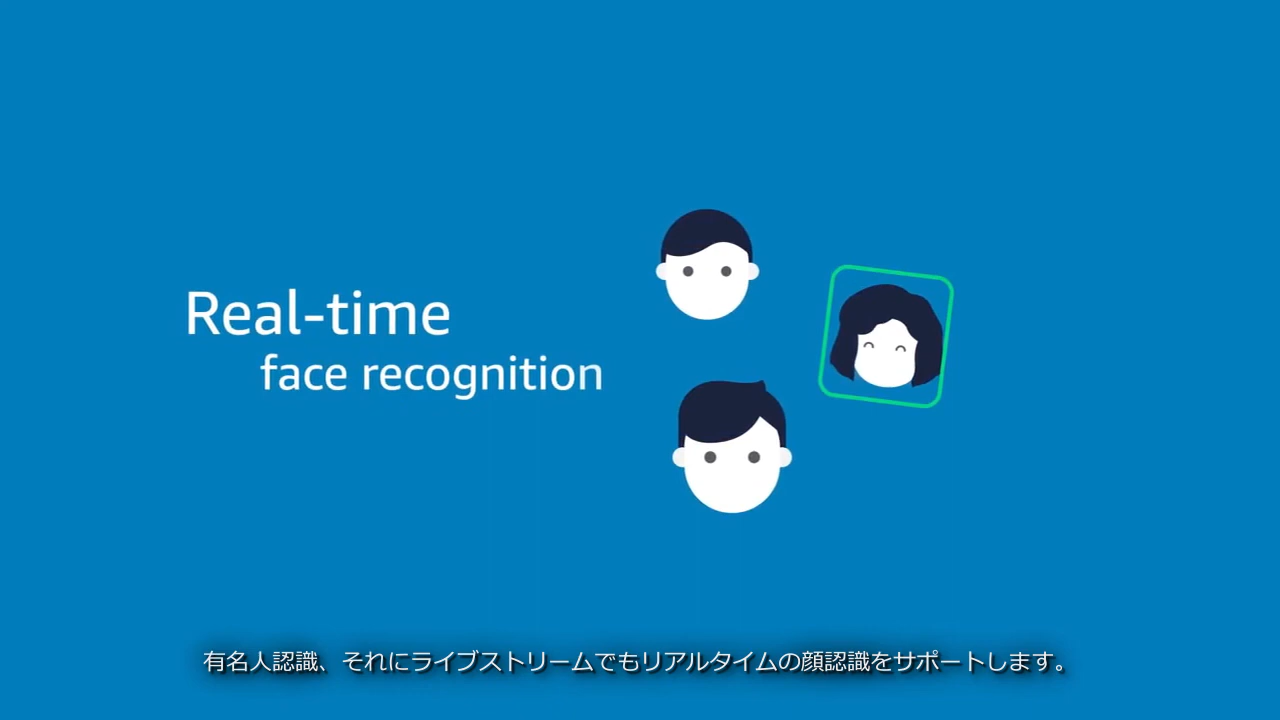 Real-time
face recognition
有名人認識、それにライブストリームでもリアルタイムの顔認識をサポートします。